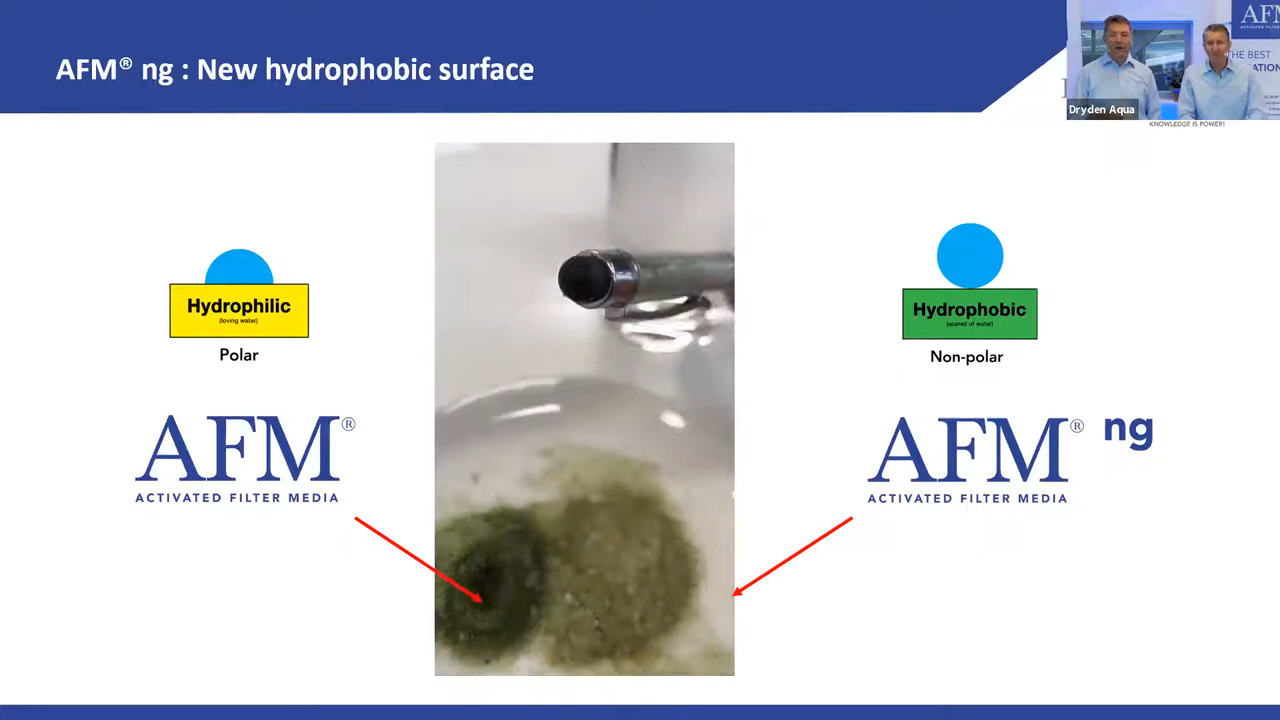 AFM® ng : New hydrophobic surface
AFM
THE BEST
Dryden Aqua
KNOWLEDGE IS POWER!
Hydrophilic
(loving water)
Polar
Hydrophobic
(scared of water)
Non-polar
AFM®
ACTIVATED FILTER MEDIA
AFM® ng
ACTIVATED FILTER MEDIA